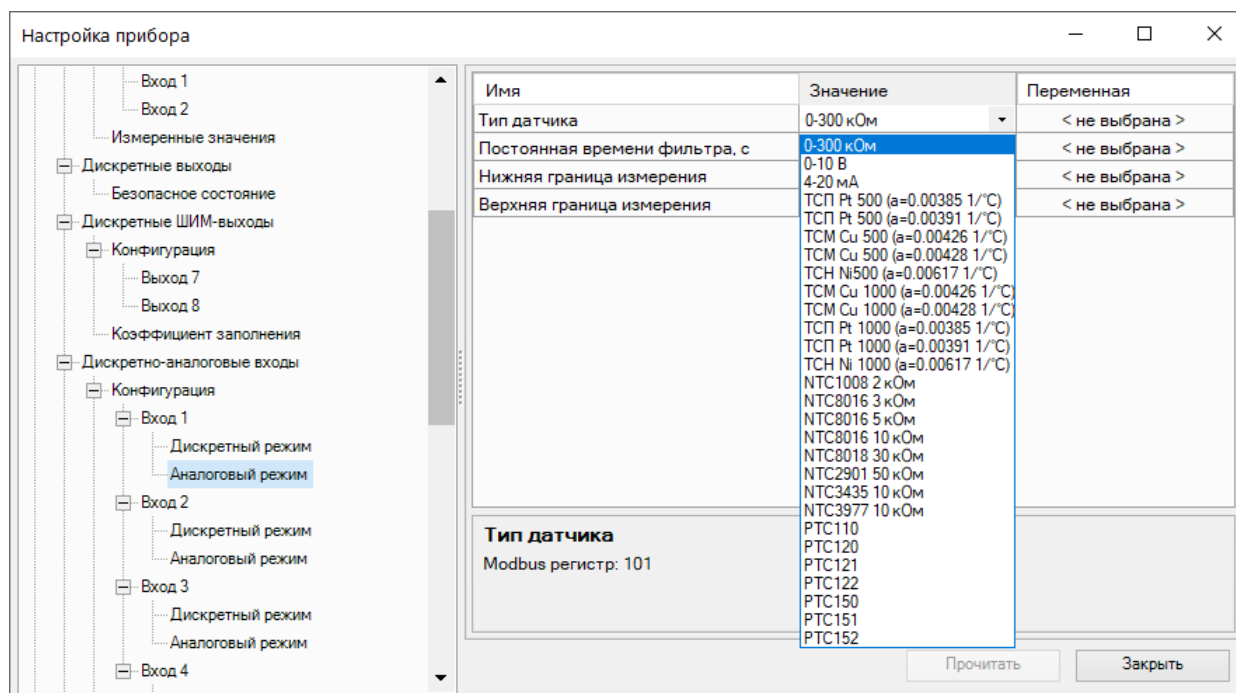 Настройка прибора
Вход 1
Вход 2
Измеренные значения
Дискретные выходы
Безопасное состояние
Дискретные ШИМ-выходы
Конфигурация
Выход 7
Выход 8
Коэффициент заполнения
Дискретно-аналоговые входы
Конфигурация
Вход 1
Дискретный режим
Аналоговый режим
Вход 2
Дискретный режим
Аналоговый режим
Вход 3
Дискретный режим
Аналоговый режим
Вход 4
Имя Значение Переменная
Тип датчика 0-300 кОм < не выбрана >
Постоянная времени фильтра, с < не выбрана >
Нижняя граница измерения < не выбрана >
Верхняя граница измерения < не выбрана >
0-300 кОм
0-10 В
4-20 мА
ТСП Pt 500 (a=0.00385 1/°C)
ТСП Pt 500 (a=0.00391 1/°C)
ТСМ Cu 500 (a=0.00426 1/°C)
ТСМ Cu 500 (a=0.00428 1/°C)
ТСН Ni500 (a=0.00617 1/°C)
ТСМ Cu 1000 (a=0.00426 1/°C)
ТСМ Cu 1000 (a=0.00428 1/°C)
ТСП Pt 1000 (a=0.00385 1/°C)
ТСП Pt 1000 (a=0.00391 1/°C)
ТСН Ni 1000 (a=0.00617 1/°C)
NTC1008 2 кОм
NTC8016 3 кОм
NTC8016 5 кОм
NTC8016 10 кОм
NTC8018 30 кОм
NTC2901 50 кОм
NTC3435 10 кОм
NTC3977 10 кОм
PTC110
PTC120
PTC121
PTC122
PTC150
PTC151
PTC152
Тип датчика
Modbus регистр: 101
Прочитать
Закрыть